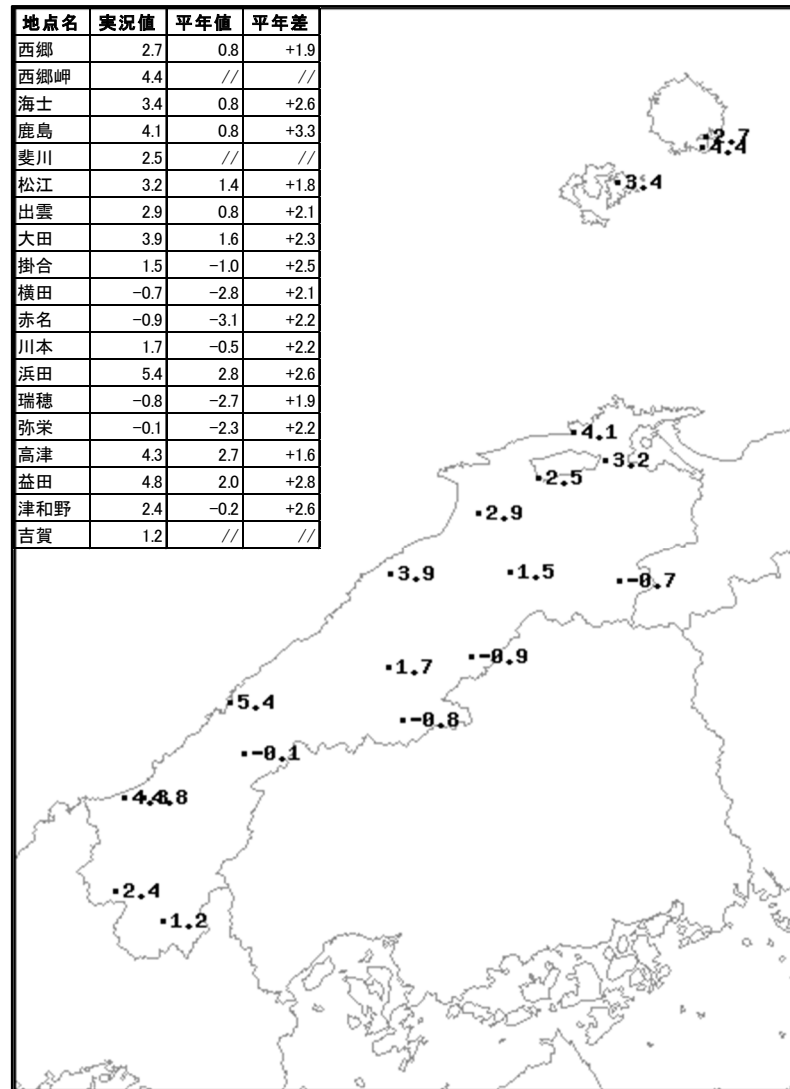 地点名 実況値 平年値 平年差
西郷 2.7 0.8 +1.9
西郷岬 4.4 // //
海士 3.4 0.8 +2.6
鹿島 4.1 0.8 +3.3
斐川 2.5 // //
松江 3.2 1.4 +1.8
出雲 2.9 0.8 +2.1
大田 3.9 1.6 +2.3
掛合 1.5 -1.0 +2.5
横田 -0.7 -2.8 +2.1
赤名 -0.9 -3.1 +2.2
川本 1.7 -0.5 +2.2
浜田 5.4 2.8 +2.6
瑞穂 -0.8 -2.7 +1.9
弥栄 -0.1 -2.3 +2.2
高津 4.3 2.7 +1.6
益田 4.8 2.0 +2.8
津和野 2.4 -0.2 +2.6
吉賀 1.2 // //
2.7
4.4
3.4
4.1
3.2
2.5
2.9
3.9
1.5
-0.7
-0.9
1.7
5.4
-0.8
-0.1
4.8
2.4
1.2